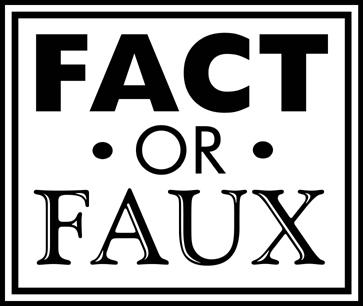 FACT
• OR •
FAUX